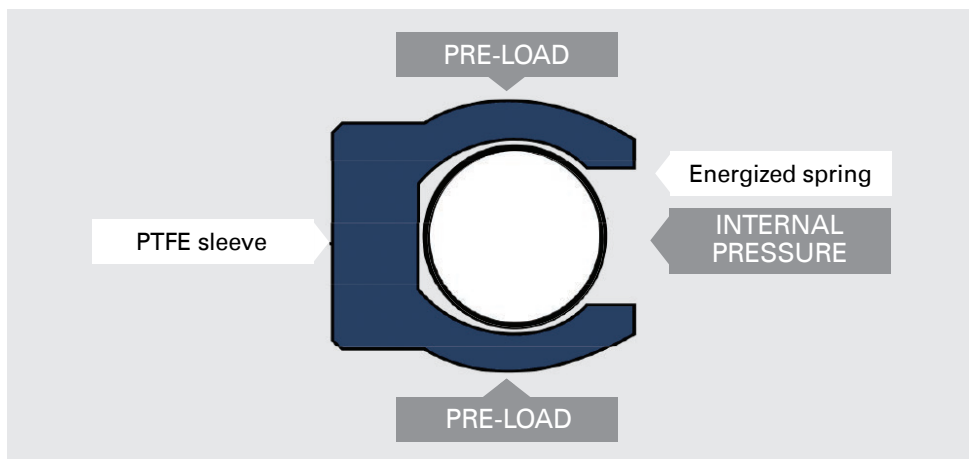 PRE-LOAD
Energized spring
PTFE sleeve
INTERNAL
PRESSURE
PRE-LOAD